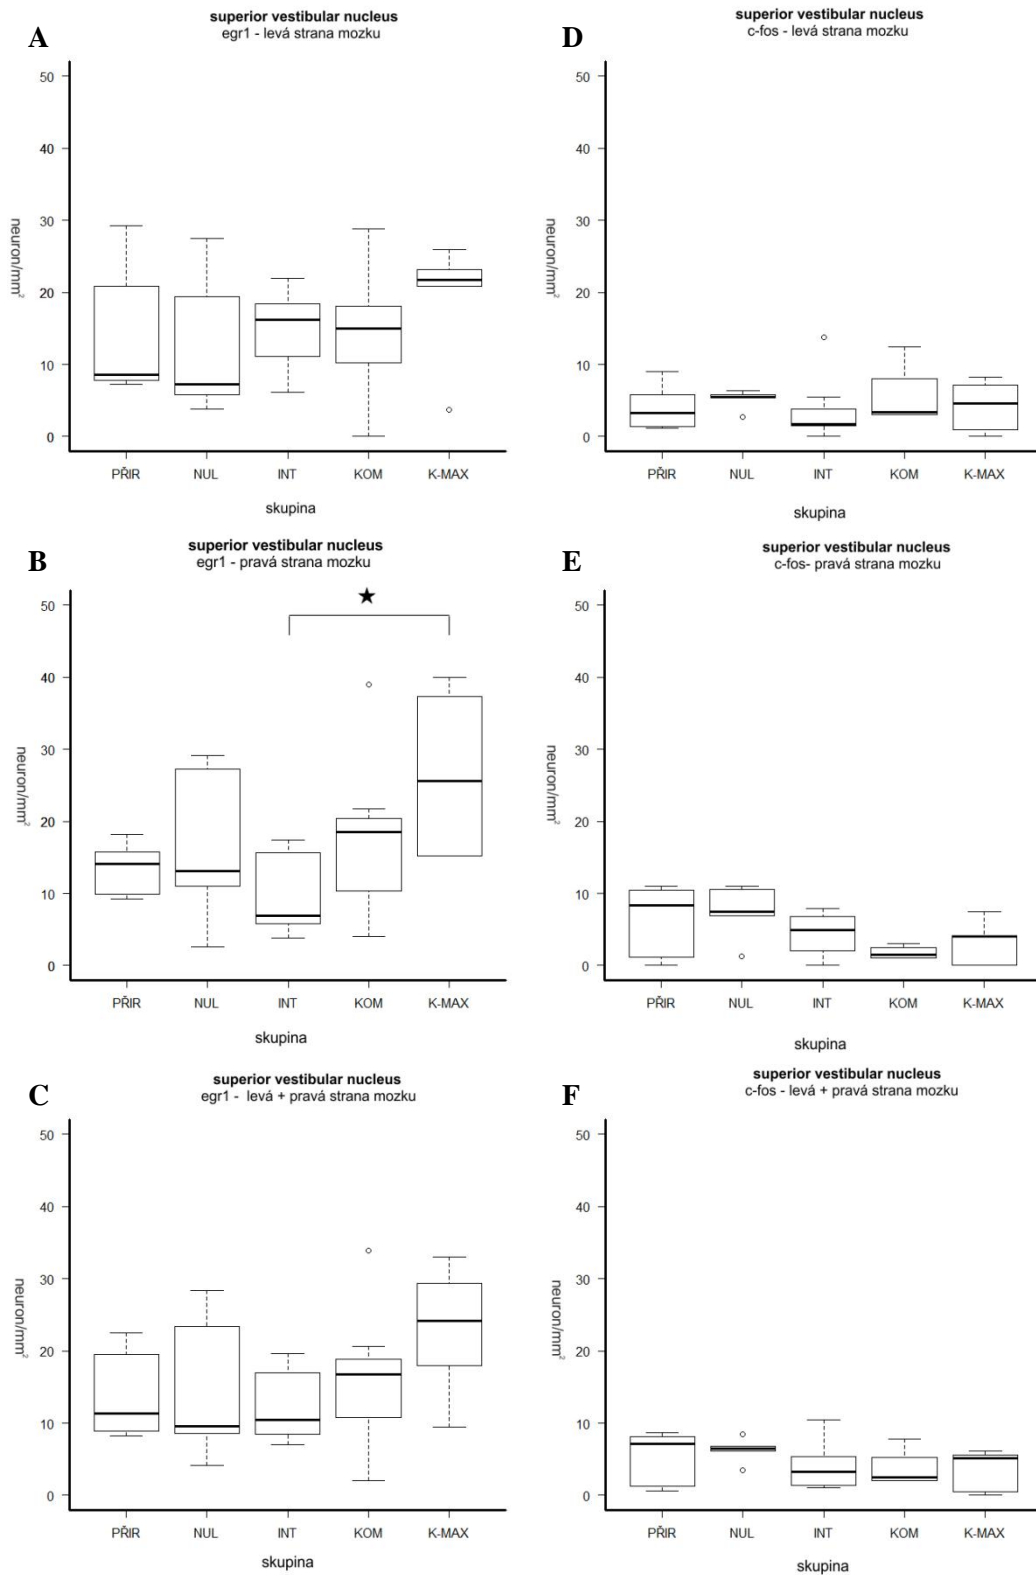 A
superior vestibular nucleus
egr1 - levá strana mozku
50
40
30
20
10
0
neuron/mm²
PŘIR NUL INT KOM K-MAX
skupina
D
superior vestibular nucleus
c-fos - levá strana mozku
50
40
30
20
10
0
neuron/mm²
PŘIR NUL INT KOM K-MAX
skupina
B
superior vestibular nucleus
egr1 - pravá strana mozku
50
40
30
20
10
0
neuron/mm²
PŘIR NUL INT KOM K-MAX
skupina
E
superior vestibular nucleus
c-fos- pravá strana mozku
50
40
30
20
10
0
neuron/mm²
PŘIR NUL INT KOM K-MAX
skupina
C
superior vestibular nucleus
egr1 - levá + pravá strana mozku
50
40
30
20
10
0
neuron/mm²
PŘIR NUL INT KOM K-MAX
skupina
F
superior vestibular nucleus
c-fos - levá + pravá strana mozku
50
40
30
20
10
0
neuron/mm²
PŘIR NUL INT KOM K-MAX
skupina